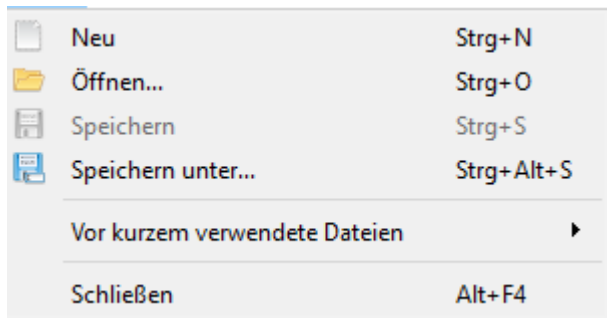 Neu Strg+N
Öffnen... Strg+O
Speichern Strg+S
Speichern unter... Strg+Alt+S
Vor kurzem verwendete Dateien
Schließen Alt+F4